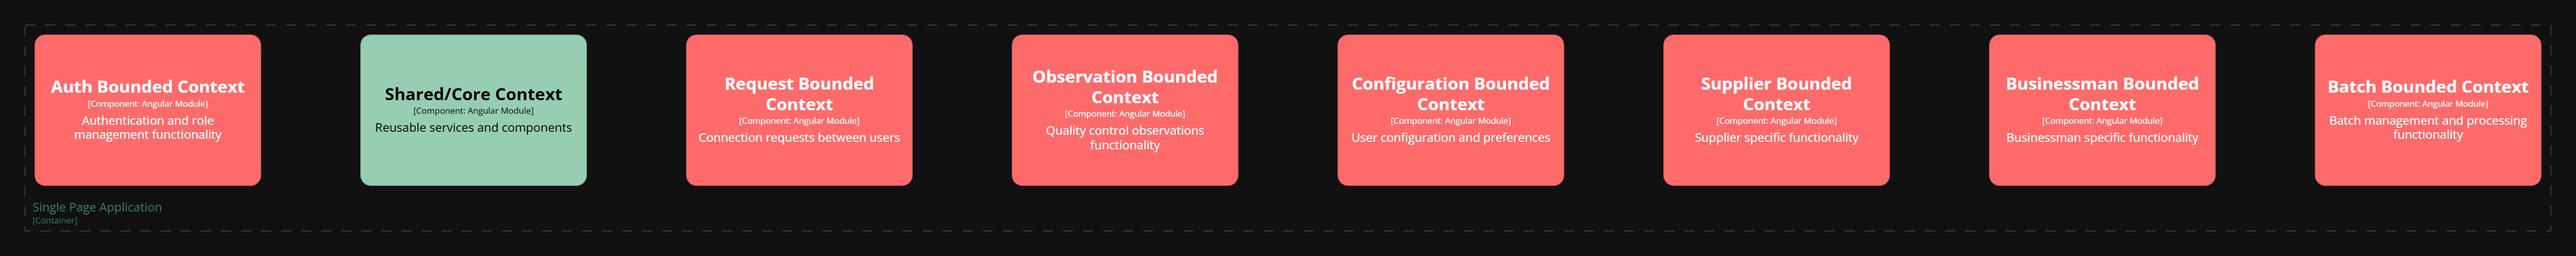 Auth Bounded Context
[Component: Angular Module]
Authentication and role
management functionality
Shared/Core Context
[Component: Angular Module]
Reusable services and components
Request Bounded
Context
[Component: Angular Module]
Connection requests between users
Observation Bounded
Context
[Component: Angular Module]
Quality control observations
functionality
Configuration Bounded
Context
[Component: Angular Module]
User configuration and preferences
Supplier Bounded
Context
[Component: Angular Module]
Supplier specific functionality
Businessman Bounded
Context
[Component: Angular Module]
Businessman specific functionality
Batch Bounded Context
[Component: Angular Module]
Batch management and processing
functionality
Single Page Application
[Container]